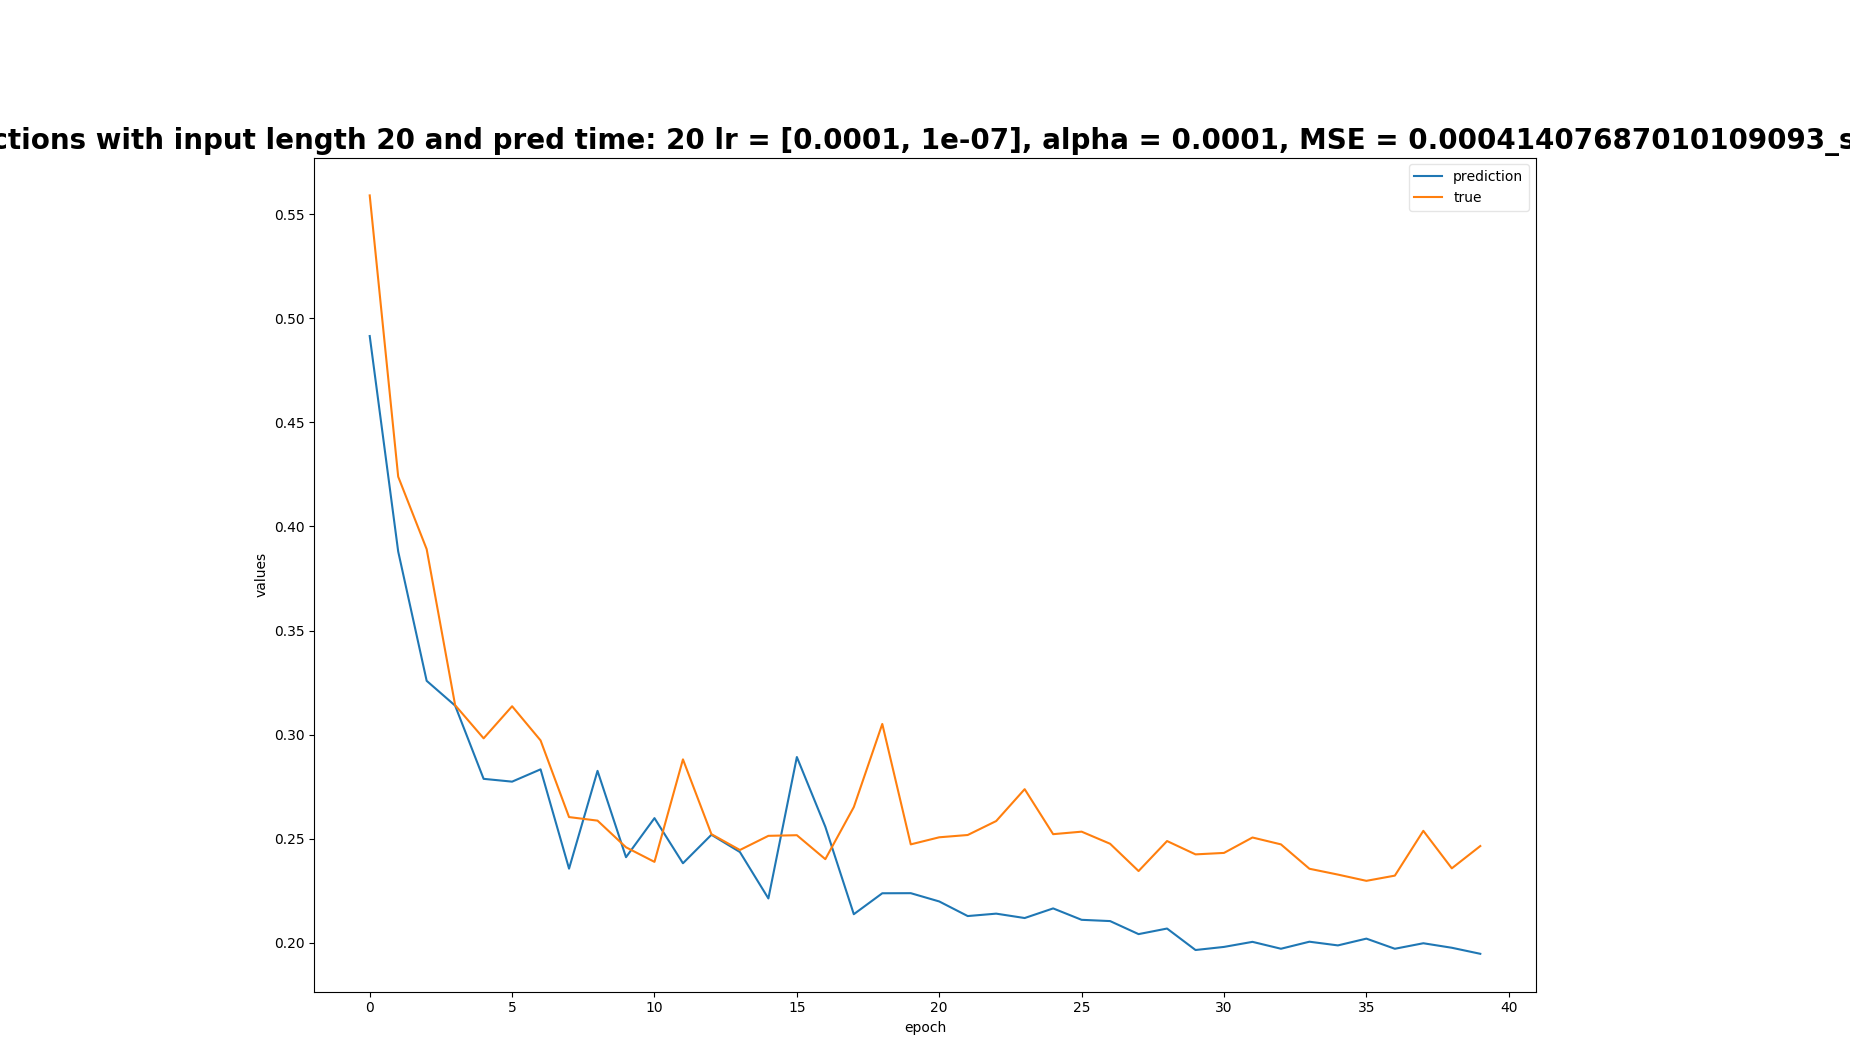 with input length 20 and pred time: 20 lr = [0.0001, 1e-07], alpha = 0.0001, MSE = 0.00041407687010109093_s
prediction
true
0.55
0.50
0.45
0.40
0.35
0.30
0.25
0.20
values
0 5 10 15 20 25 30 35 40
epoch